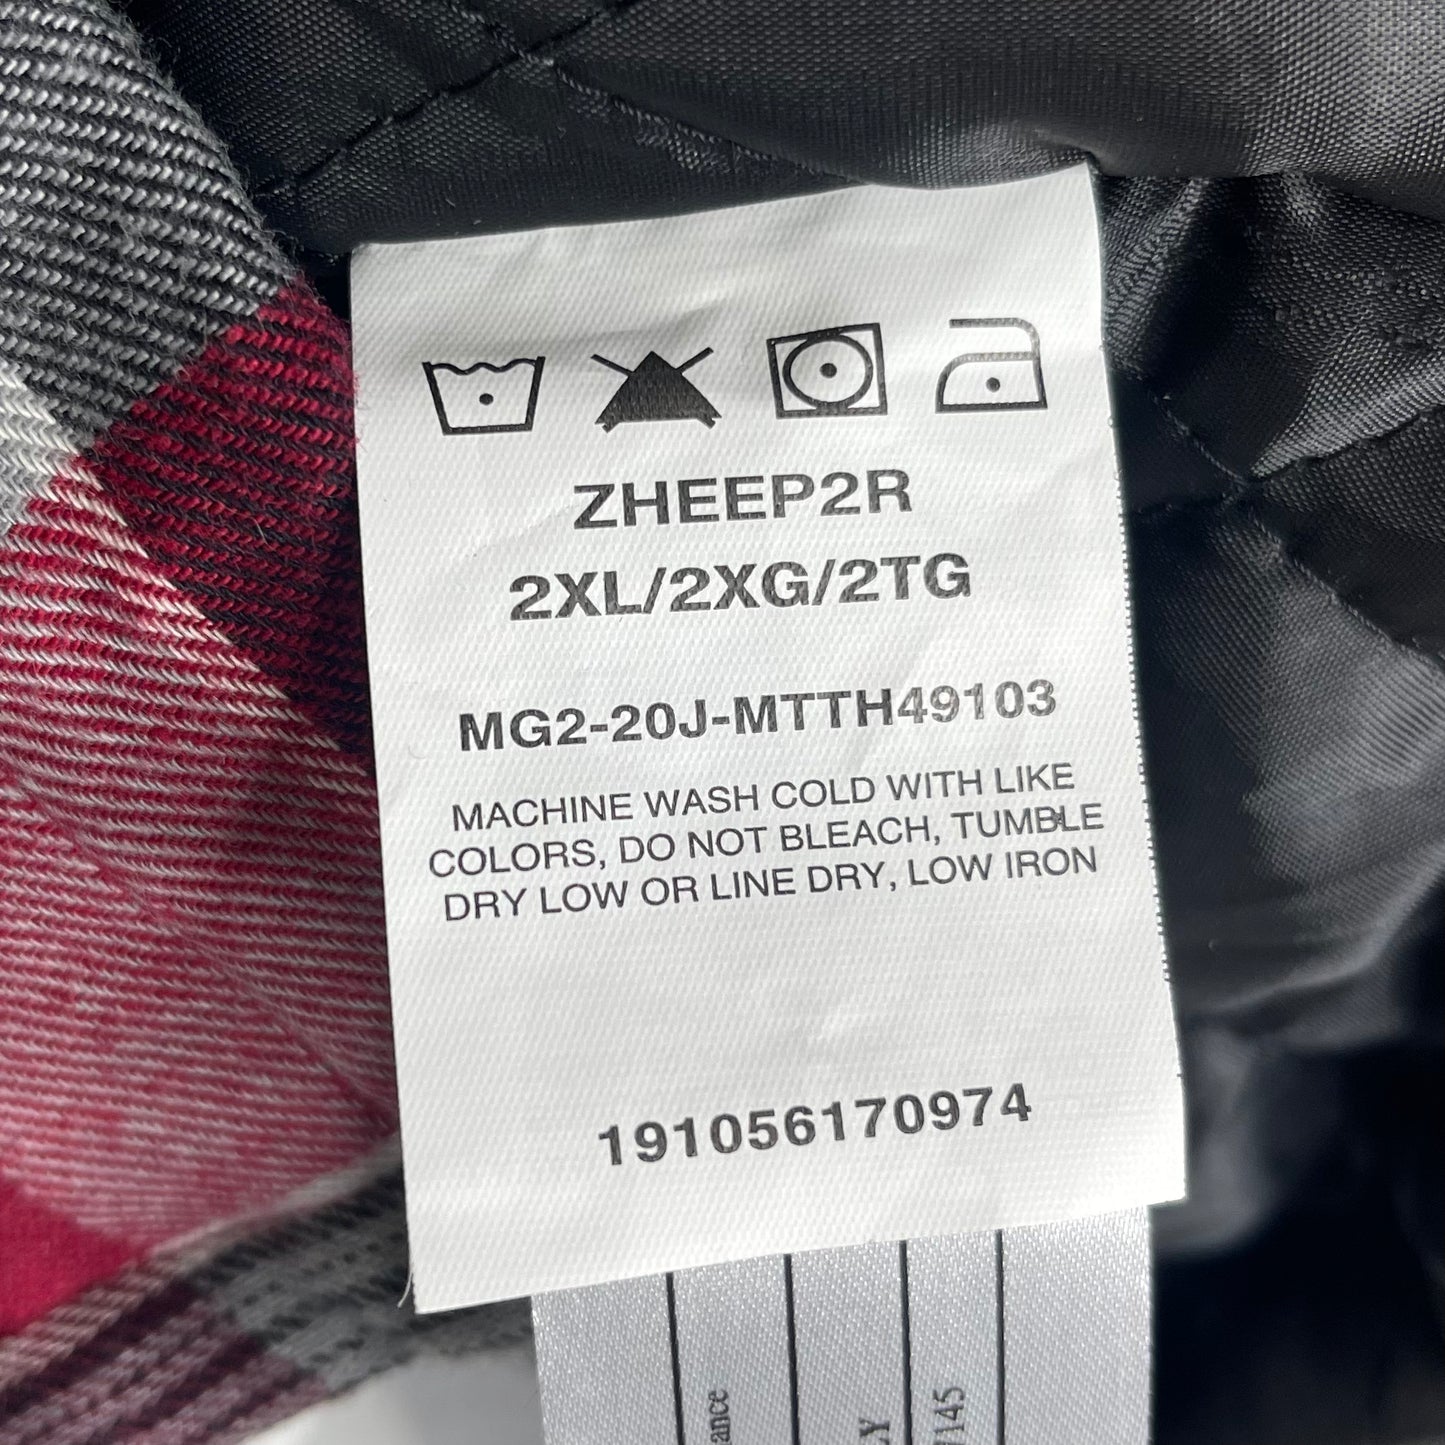 ZHEEP2R
2XL/2XG/2TG
MG2-20J-MTTH49103
MACHINE WASH COLD WITH LIKE
COLORS, DO NOT BLEACH, TUMBLE
DRY LOW OR LINE DRY, LOW IRON
191056170974